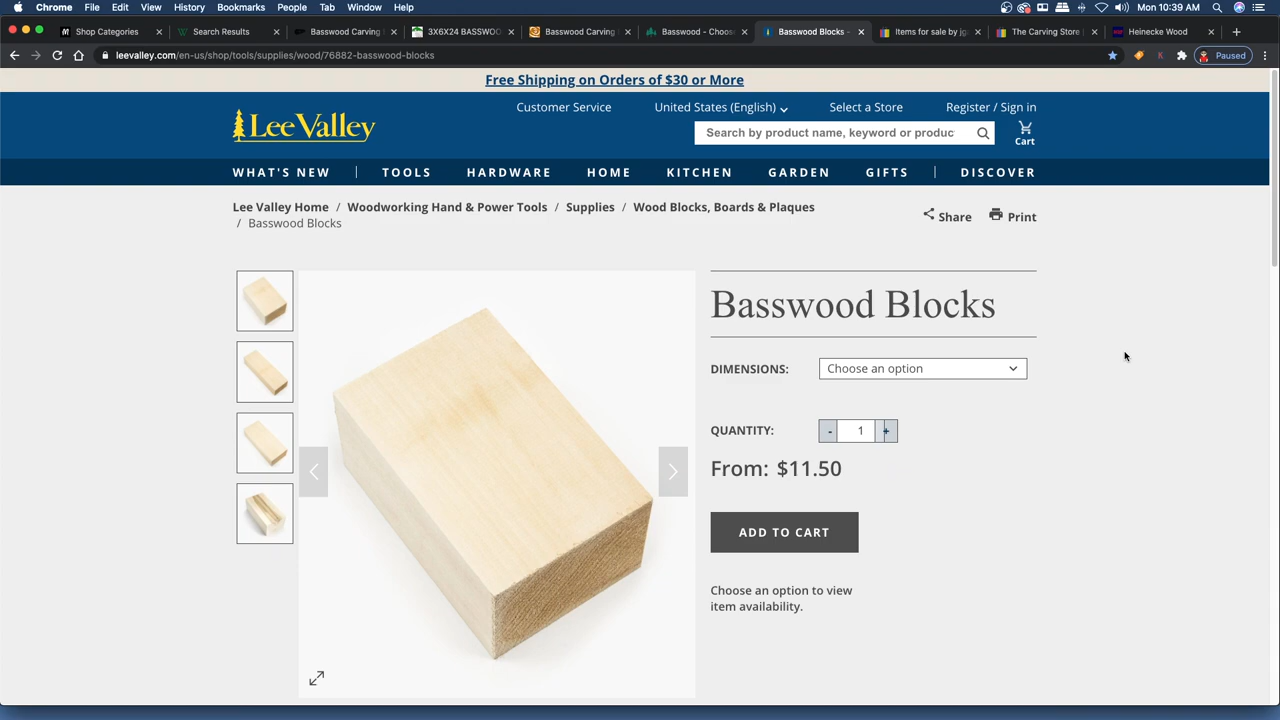 Chrome File Edit View History Bookmarks People Tab Window Help Mon 10:39 AM
Shop Categories Search Results Basswood Carving 3X6X24 BASSWO Basswood Carving Basswood - Choos Basswood Blocks - Items for sale by jg The Carving Store | Heinecke Wood
leevalley.com/en-us/shop/tools/supplies/wood/76882-basswood-blocks Paused
Free Shipping on Orders of $30 or More
Customer Service United States (English) Select a Store Register / Sign in
Lee Valley Search by product name, keyword or produc Cart
WHAT'S NEW | TOOLS HARDWARE HOME KITCHEN GARDEN GIFTS | DISCOVER
Lee Valley Home / Woodworking Hand & Power Tools / Supplies / Wood Blocks, Boards & Plaques
/ Basswood Blocks
Share Print
Basswood Blocks
DIMENSIONS: Choose an option
QUANTITY: - 1 +
From: $11.50
ADD TO CART
Choose an option to view
item availability.